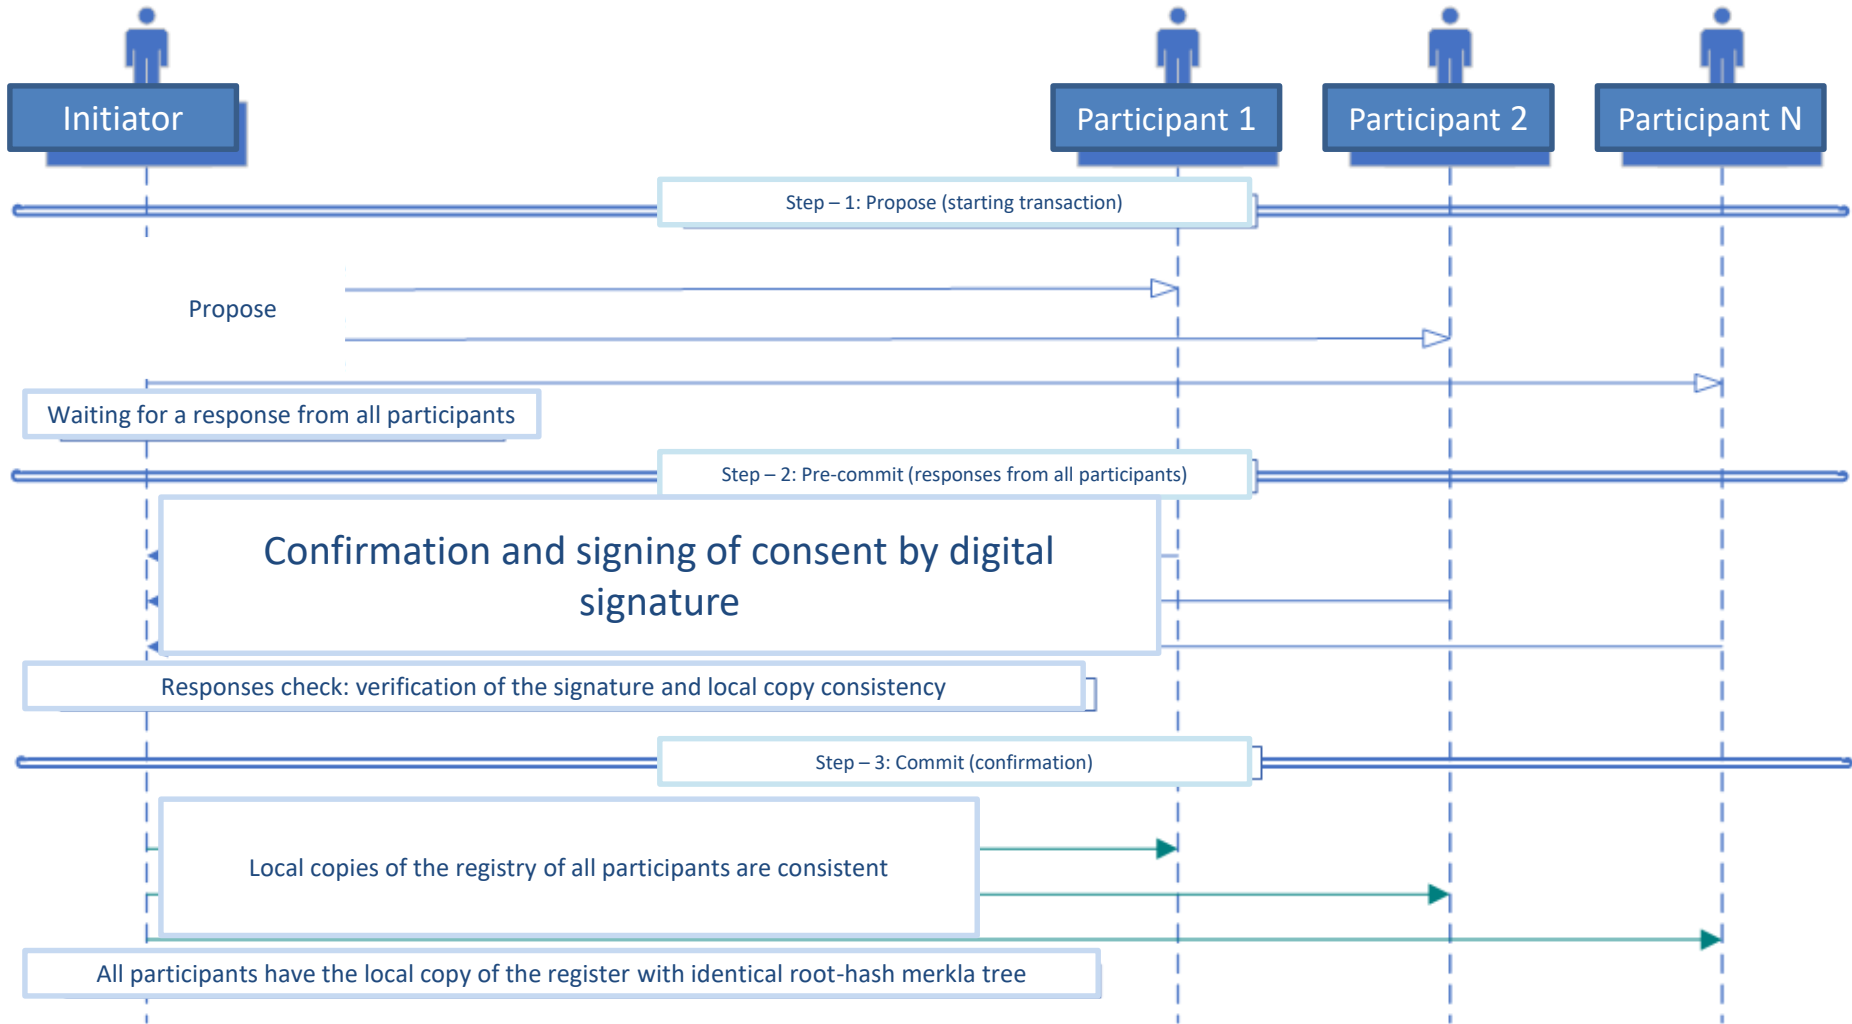 Initiator
Participant 1
Participant 2
Participant N
Step – 1: Propose (starting transaction)
Propose
Waiting for a response from all participants
Step – 2: Pre-commit (responses from all participants)
Confirmation and signing of consent by digital
signature
Responses check: verification of the signature and local copy consistency
Step – 3: Commit (confirmation)
Local copies of the registry of all participants are consistent
All participants have the local copy of the register with identical root-hash merkla tree